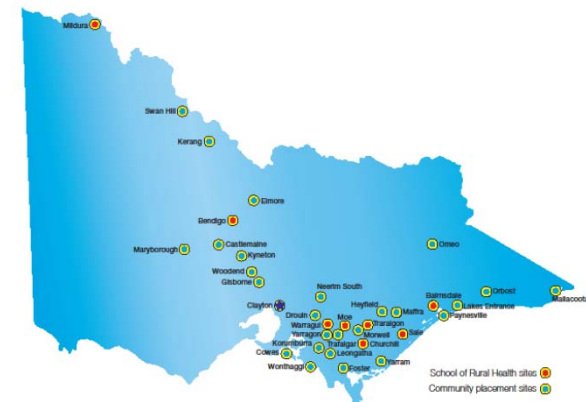 Mildura
Swan Hill
Kerang
Elmore
Bendigo
Maryborough
Castlemaine
Kyneton
Omeo
Woodend
Gisborne
Neerim South
Orbost
Mallacoota
Clayton
Heyfield
Maffra
Bairnsdale
Lakes Entrance
Drouin
Moe
Paynesville
Warragul
Traralgon
Yarragon
Morwell
Sale
Trafalgar
Churchill
Korumburra
Cowes
Leongatha
Yarram
Wonthaggi
Foster
School of Rural Health sites
Community placement sites